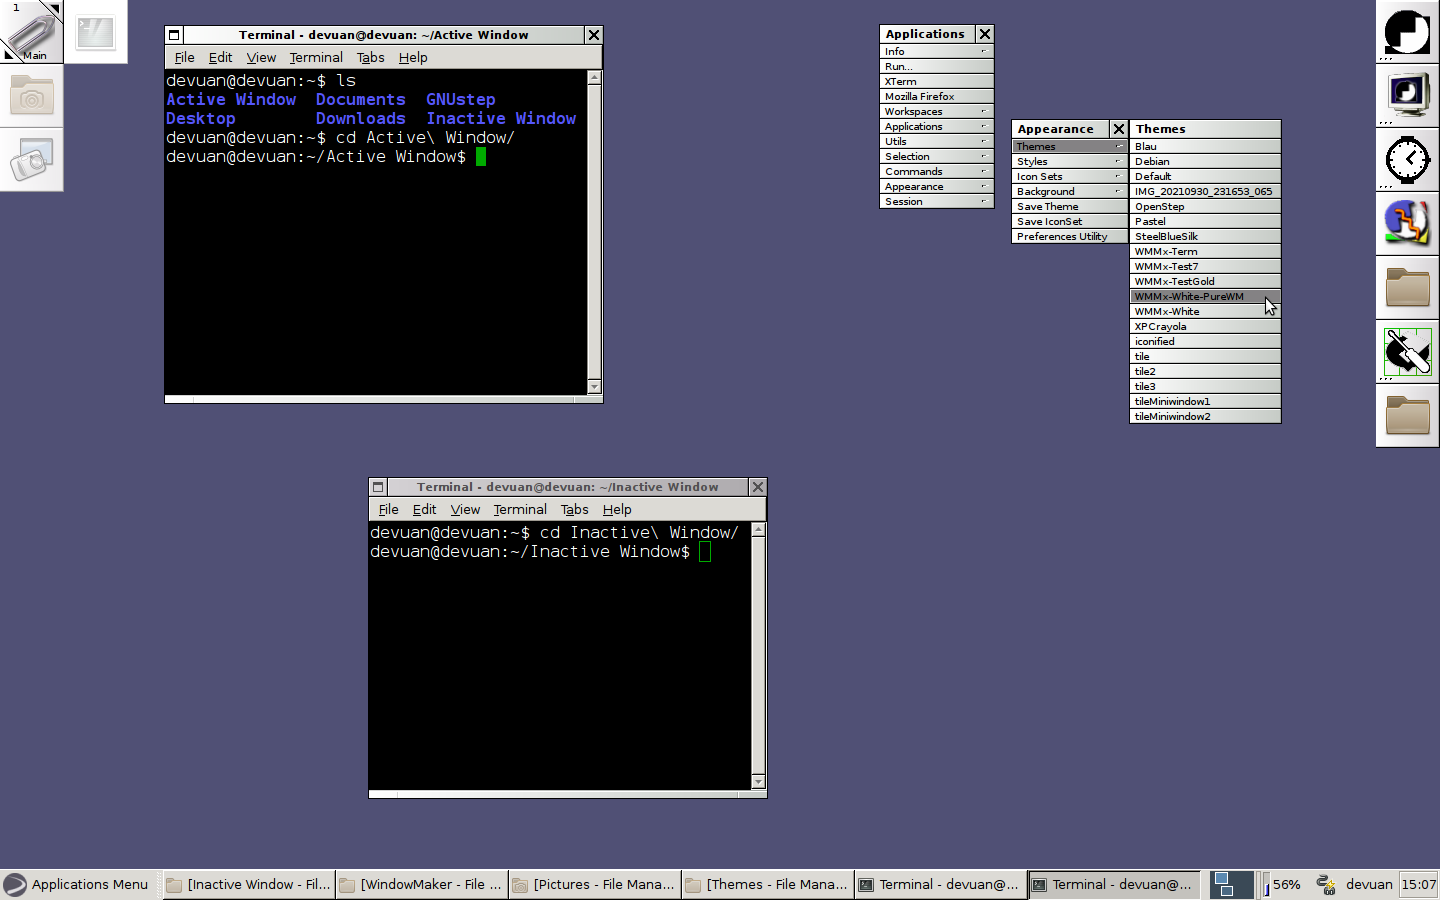 1
Main
Terminal - devuan@devuan: ~/Active Window
File Edit View Terminal Tabs Help
devuan@devuan:~$ ls
Active Window Documents GNUstep
Desktop Downloads Inactive Window
devuan@devuan:~$ cd Active\ Window/
devuan@devuan:~/Active Window$
Applications
Info
Run...
XTerm
Mozilla Firefox
Workspaces
Applications
Utils
Selection
Commands
Appearance
Session
Appearance
Themes
Styles
Icon Sets
Background
Save Theme
Save IconSet
Preferences Utility
Themes
Blau
Debian
Default
IMG_20210930_231653_065
OpenStep
Pastel
SteelBlueSilk
WMMx-Term
WMMx-Test7
WMMx-TestGold
WMMx-White-PureWM
WMMx-White
XPCrayola
iconified
tile
tile2
tile3
tileMiniwindow1
tileMiniwindow2
Terminal - devuan@devuan: ~/Inactive Window
File Edit View Terminal Tabs Help
devuan@devuan:~$ cd Inactive\ Window/
devuan@devuan:~/Inactive Window$
Applications Menu [Inactive Window - Fil... [WindowMaker - File ... [Pictures - File Mana... [Themes - File Mana... Terminal - devuan@... Terminal - devuan@... 56% devuan 15:07